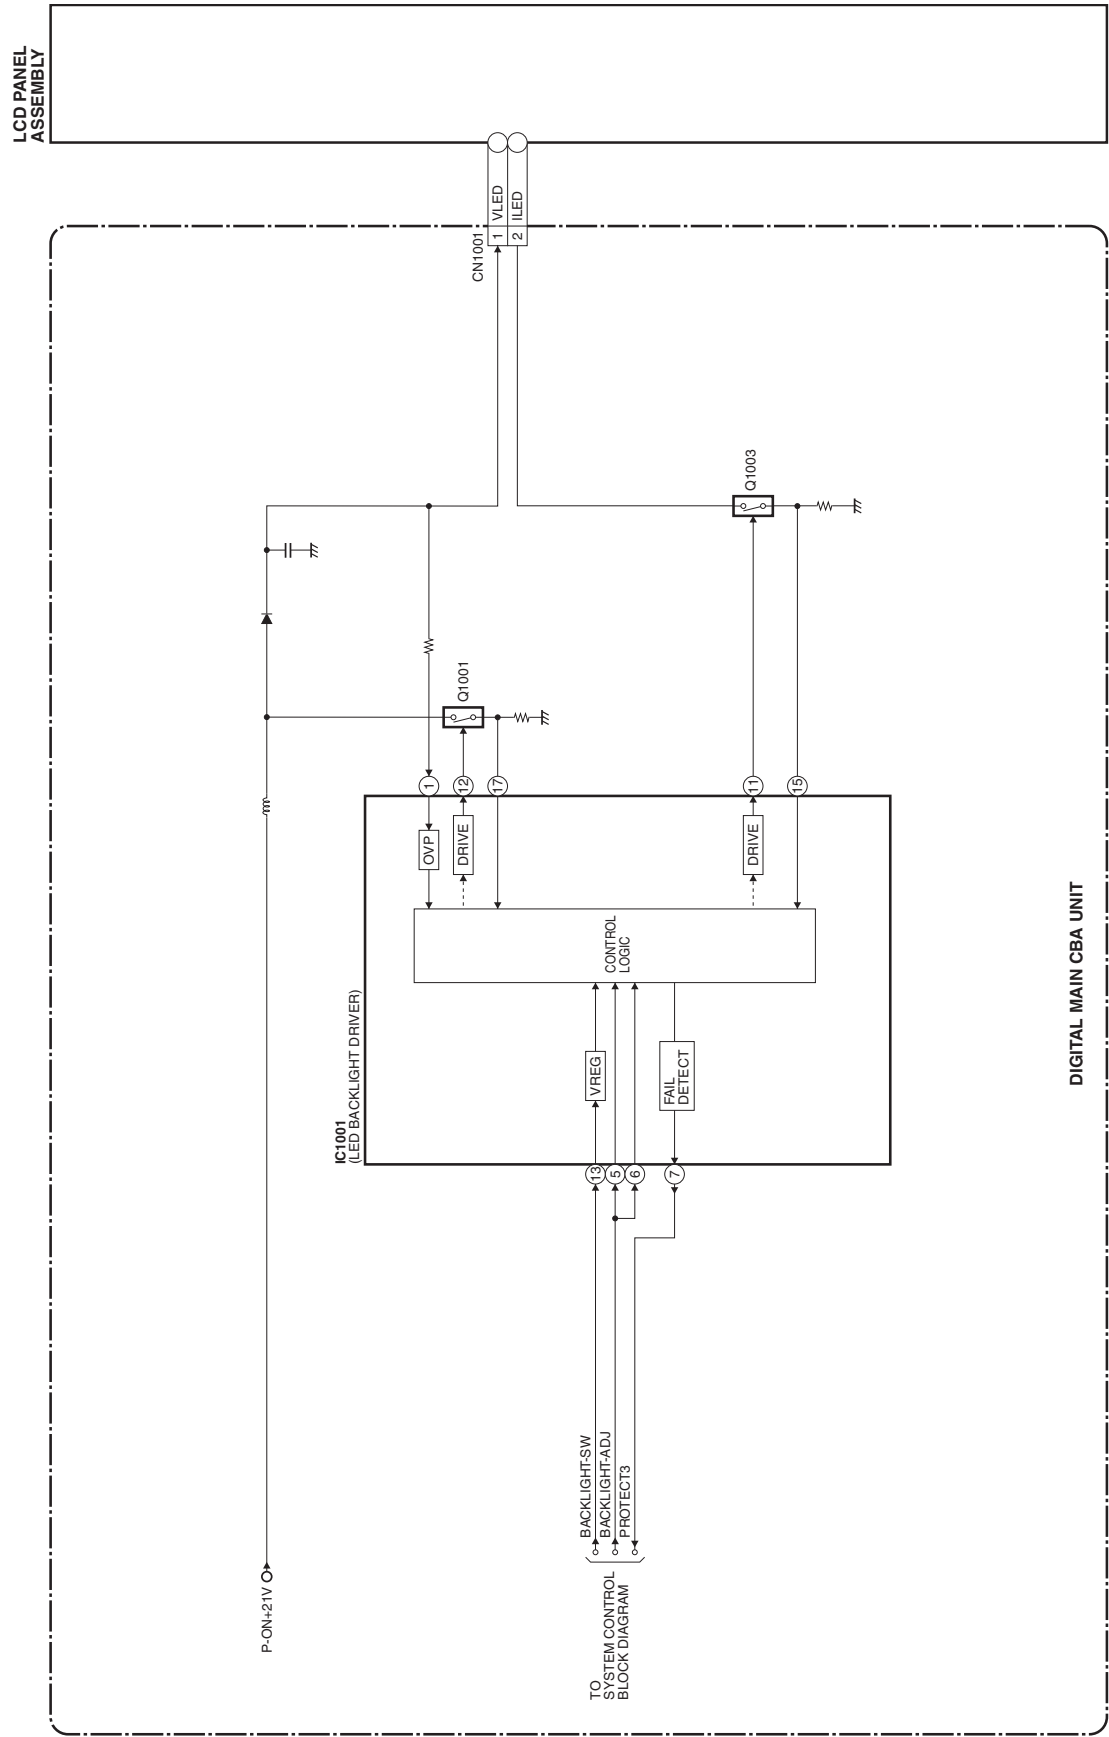 LCD PANEL
ASSEMBLY
CN1001
1 VLED
2 ILED
Q1003
Q1001
1
12
17
11
15
OVP
DRIVE
DRIVE
CONTROL
LOGIC
IC1001
(LED BACKLIGHT DRIVER)
VREG
FAIL
DETECT
13
5
6
7
BACKLIGHT-SW
BACKLIGHT-ADJ
PROTECT3
P-ON+21V
TO
SYSTEM CONTROL
BLOCK DIAGRAM
DIGITAL MAIN CBA UNIT